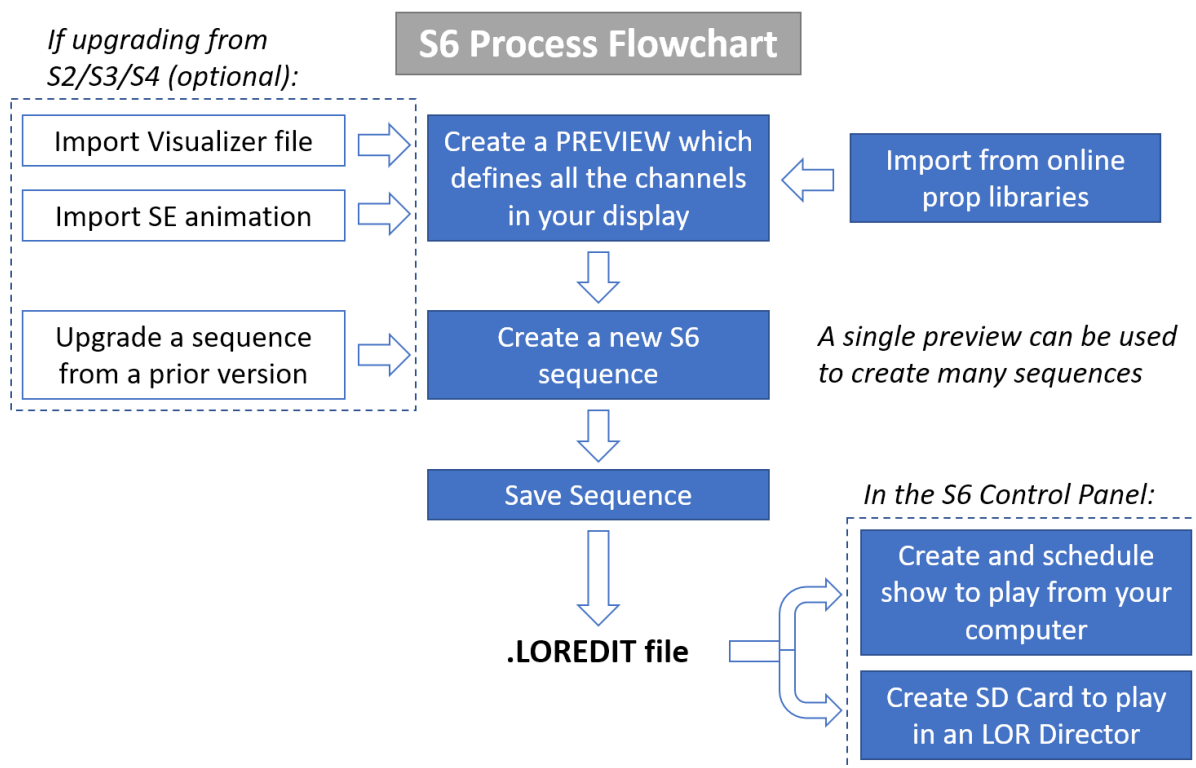 S6 Process Flowchart
If upgrading from
S2/S3/S4 (optional):
Import Visualizer file
Import SE animation
Upgrade a sequence
from a prior version
Create a PREVIEW which
defines all the channels
in your display
Import from online
prop libraries
Create a new S6
sequence
A single preview can be used
to create many sequences
Save Sequence
.LOREDIT file
In the S6 Control Panel:
Create and schedule
show to play from your
computer
Create SD Card to play
in an LOR Director